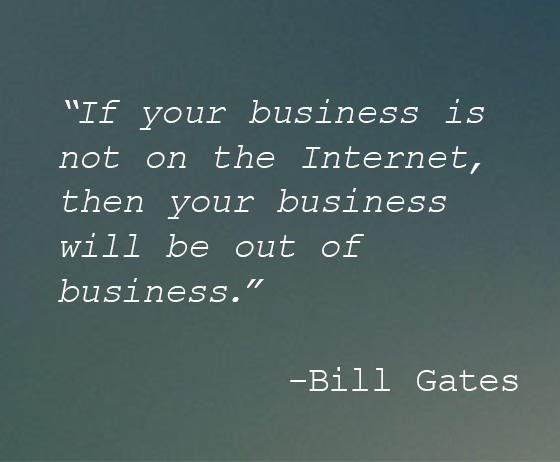 “If your business is
not on the Internet,
then your business
will be out of
business.”
-Bill Gates